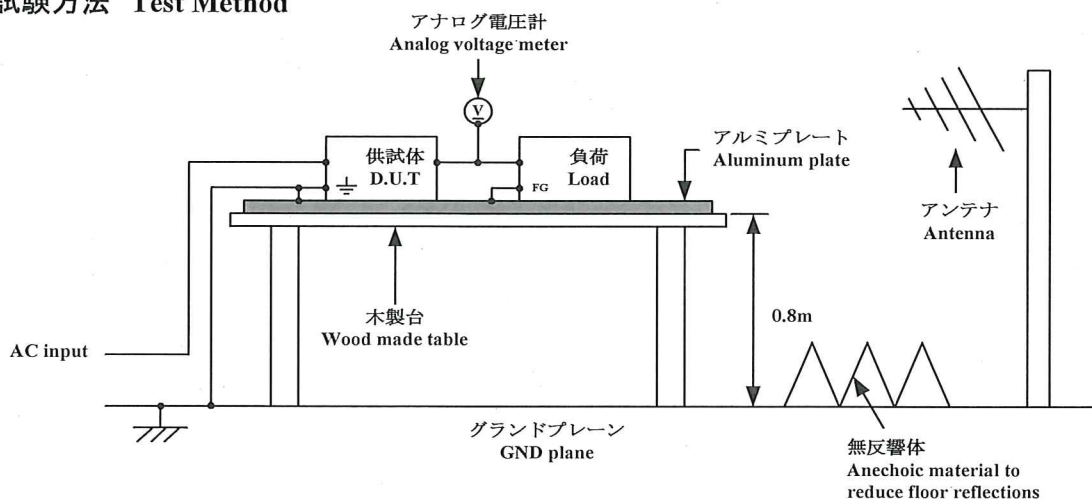 試験方法 Test Method
アナログ電圧計
Analog voltage meter
V
供試体
D.U.T
負荷
Load
FG
アルミプレート
Aluminum plate
アンテナ
Antenna
木製台
Wood made table
0.8m
AC input
グランドプレーン
GND plane
無反響体
Anechoic material to
reduce floor reflections